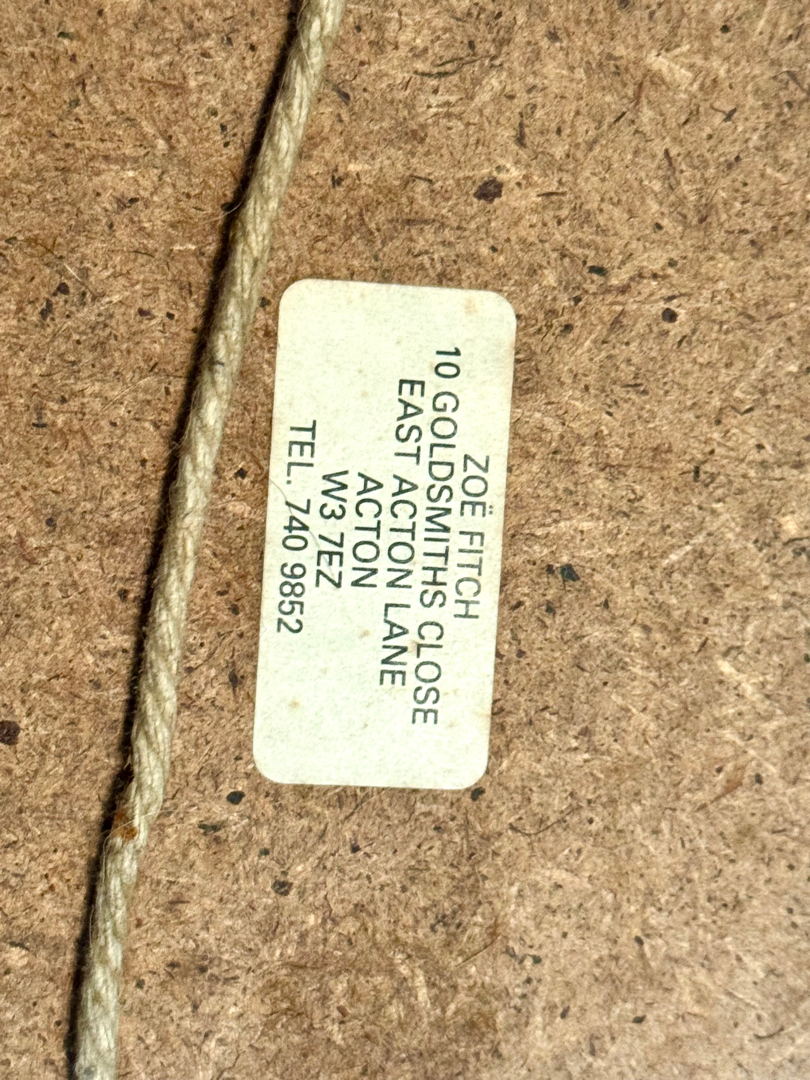 ZOË FITCH
10 GOLDSMITHS CLOSE
EAST ACTON LANE
ACTON
W3 7EZ
TEL. 740 9852